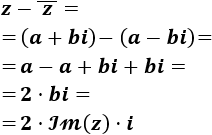 z − z̅ =
= (a + bi) − (a − bi) =
= a − a + bi + bi =
= 2 · bi =
= 2 · Im(z) · i